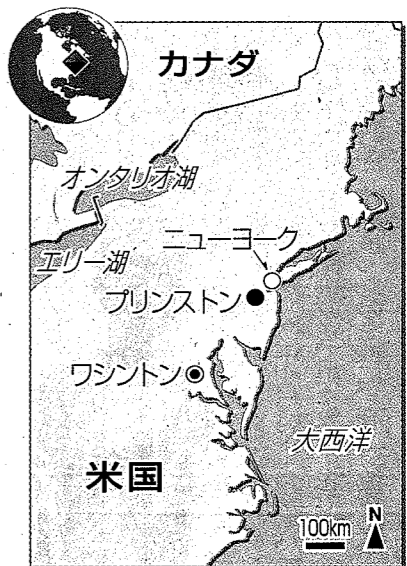 カナダ
オンタリオ湖
ニューヨーク
エリー湖
プリンストン
ワシントン
大西洋
米国
100km
N